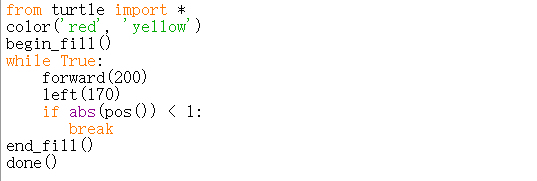 from turtle import *
color('red', 'yellow')
begin_fill()
while True:
    forward(200)
    left(170)
    if abs(pos()) < 1:
       break
end_fill()
done()